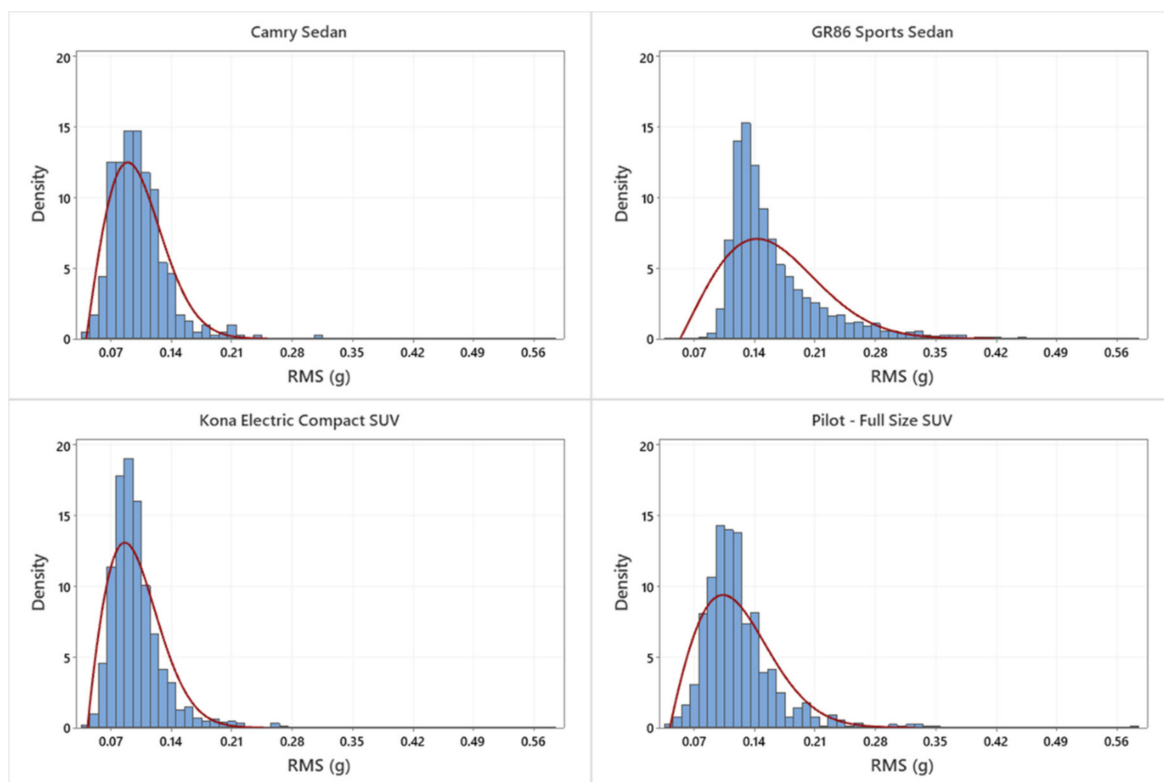 Camry Sedan
20
15
10
5
0
Density
0.07 0.14 0.21 0.28 0.35 0.42 0.49 0.56
RMS (g)
GR86 Sports Sedan
20
15
10
5
0
Density
0.07 0.14 0.21 0.28 0.35 0.42 0.49 0.56
RMS (g)
Kona Electric Compact SUV
20
15
10
5
0
Density
0.07 0.14 0.21 0.28 0.35 0.42 0.49 0.56
RMS (g)
Pilot - Full Size SUV
20
15
10
5
0
Density
0.07 0.14 0.21 0.28 0.35 0.42 0.49 0.56
RMS (g)